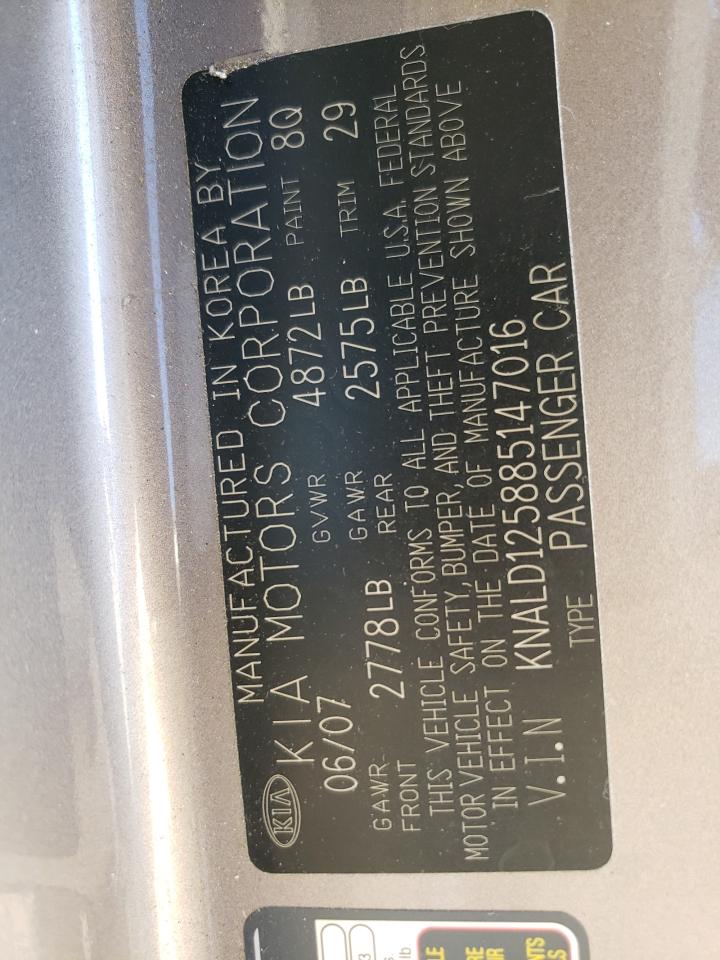 MANUFACTURED IN KOREA BY
KIA KIA MOTORS CORPORATION
06/07 GVWR 4872LB PAINT 8Q
GAWR FRONT 2778LB GAWR REAR 2575LB TRIM 29
THIS VEHICLE CONFORMS TO ALL APPLICABLE U.S.A. FEDERAL
MOTOR VEHICLE SAFETY, BUMPER, AND THEFT PREVENTION STANDARDS
IN EFFECT ON THE DATE OF MANUFACTURE SHOWN ABOVE
V.I.N KNALD125885147016
TYPE PASSENGER CAR